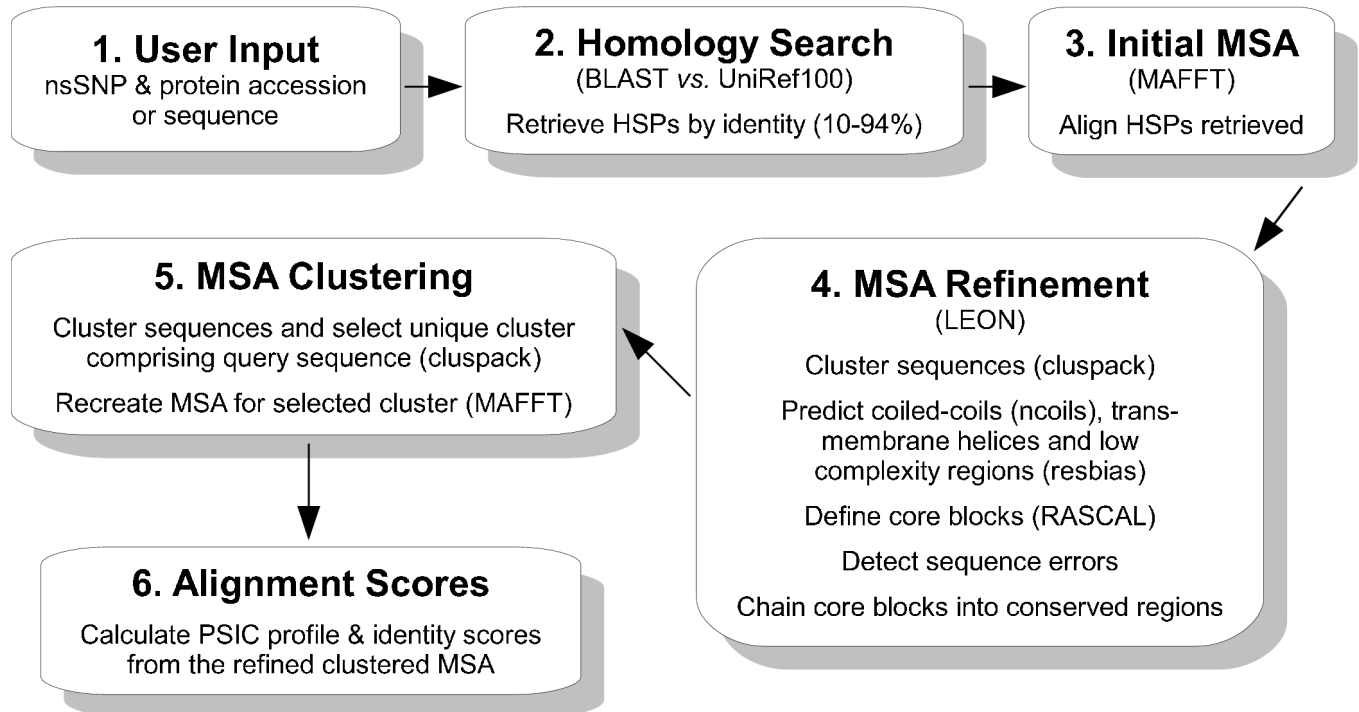 1. User Input
nsSNP & protein accession
or sequence
2. Homology Search
(BLAST vs. UniRef100)
Retrieve HSPs by identity (10-94%)
3. Initial MSA
(MAFFT)
Align HSPs retrieved
4. MSA Refinement
(LEON)
Cluster sequences (cluspack)
Predict coiled-coils (ncoils), trans-
membrane helices and low
complexity regions (resbias)
Define core blocks (RASCAL)
Detect sequence errors
Chain core blocks into conserved regions
5. MSA Clustering
Cluster sequences and select unique cluster
comprising query sequence (cluspack)
Recreate MSA for selected cluster (MAFFT)
6. Alignment Scores
Calculate PSIC profile & identity scores
from the refined clustered MSA